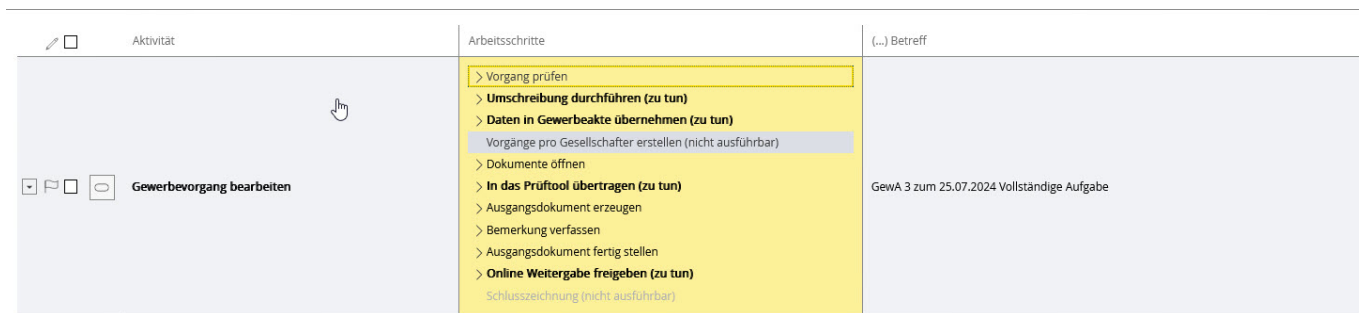 Aktivität
Arbeitsschritte
(...) Betreff
Vorgang prüfen
Umschreibung durchführen (zu tun)
Daten in Gewerbeakte übernehmen (zu tun)
Vorgänge pro Gesellschafter erstellen (nicht ausführbar)
Dokumente öffnen
In das Prüftool übertragen (zu tun)
Ausgangsdokument erzeugen
Bemerkung verfassen
Ausgangsdokument fertig stellen
Online Weitergabe freigeben (zu tun)
Schlusszeichnung (nicht ausführbar)
Gewerbevorgang bearbeiten
GewA 3 zum 25.07.2024 Vollständige Aufgabe